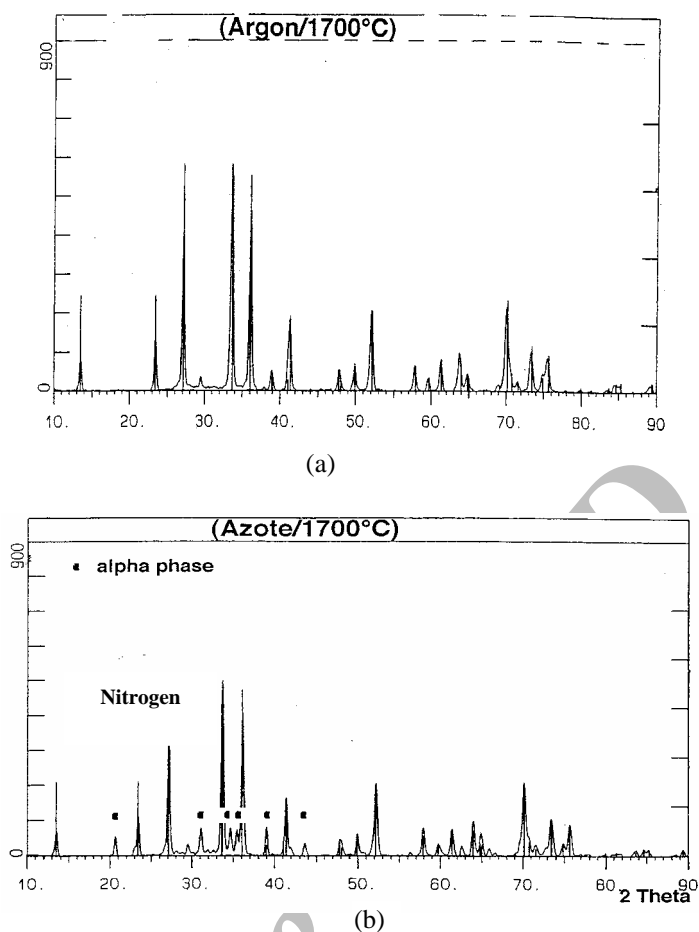 (Argon/1700°C)
900
0
10. 20. 30. 40. 50. 60. 70. 80. 90
(a)
(Azote/1700°C)
900
alpha phase
Nitrogen
0
10. 20. 30. 40. 50. 60. 70. 80. 90
2 Theta
(b)